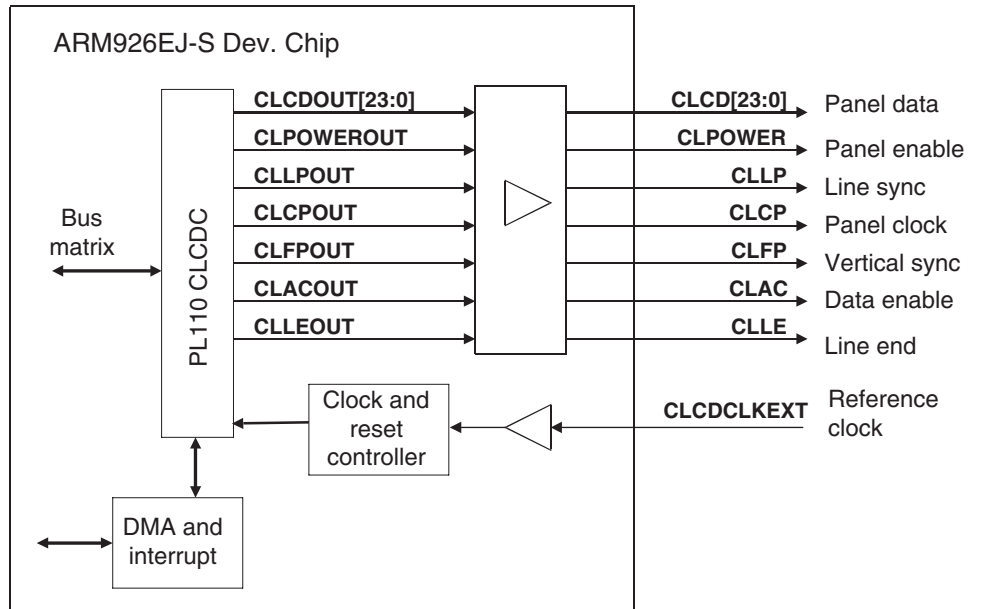 ARM926EJ-S Dev. Chip
CLCDOUT[23:0]
CLPOWEROUT
CLLPOUT
CLCPOUT
CLFPOUT
CLACOUT
CLLEOUT
CLCD[23:0]
CLPOWER
CLLP
CLCP
CLFP
CLAC
CLLE
Panel data
Panel enable
Line sync
Panel clock
Vertical sync
Data enable
Line end
Bus
matrix
PL110 CLCDC
Clock and
reset
controller
CLCDCLKEXT
Reference
clock
DMA and
interrupt